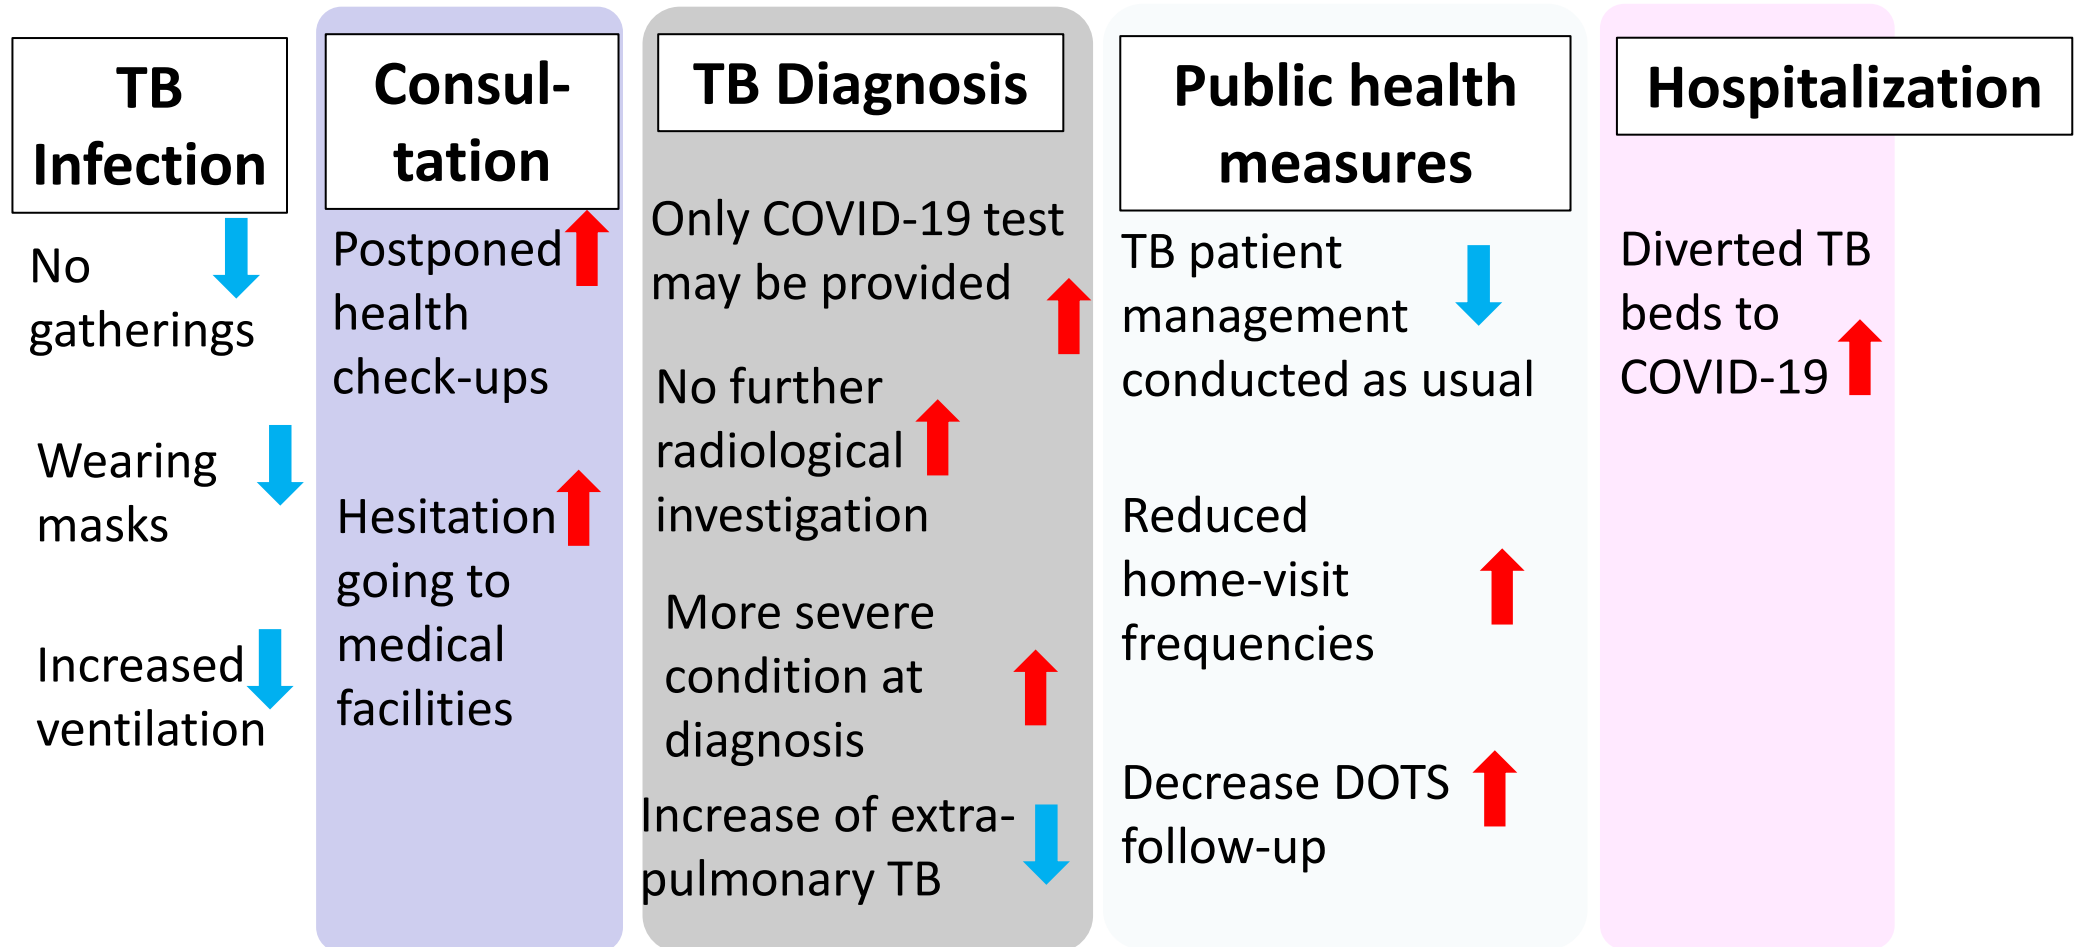 TB
Infection
No
gatherings
Wearing
masks
Increased
ventilation
Consul-
tation
Postponed
health
check-ups
Hesitation
going to
medical
facilities
TB Diagnosis
Only COVID-19 test
may be provided
No further
radiological
investigation
More severe
condition at
diagnosis
Increase of extra-
pulmonary TB
Public health
measures
TB patient
management
conducted as usual
Reduced
home-visit
frequencies
Decrease DOTS
follow-up
Hospitalization
Diverted TB
beds to
COVID-19